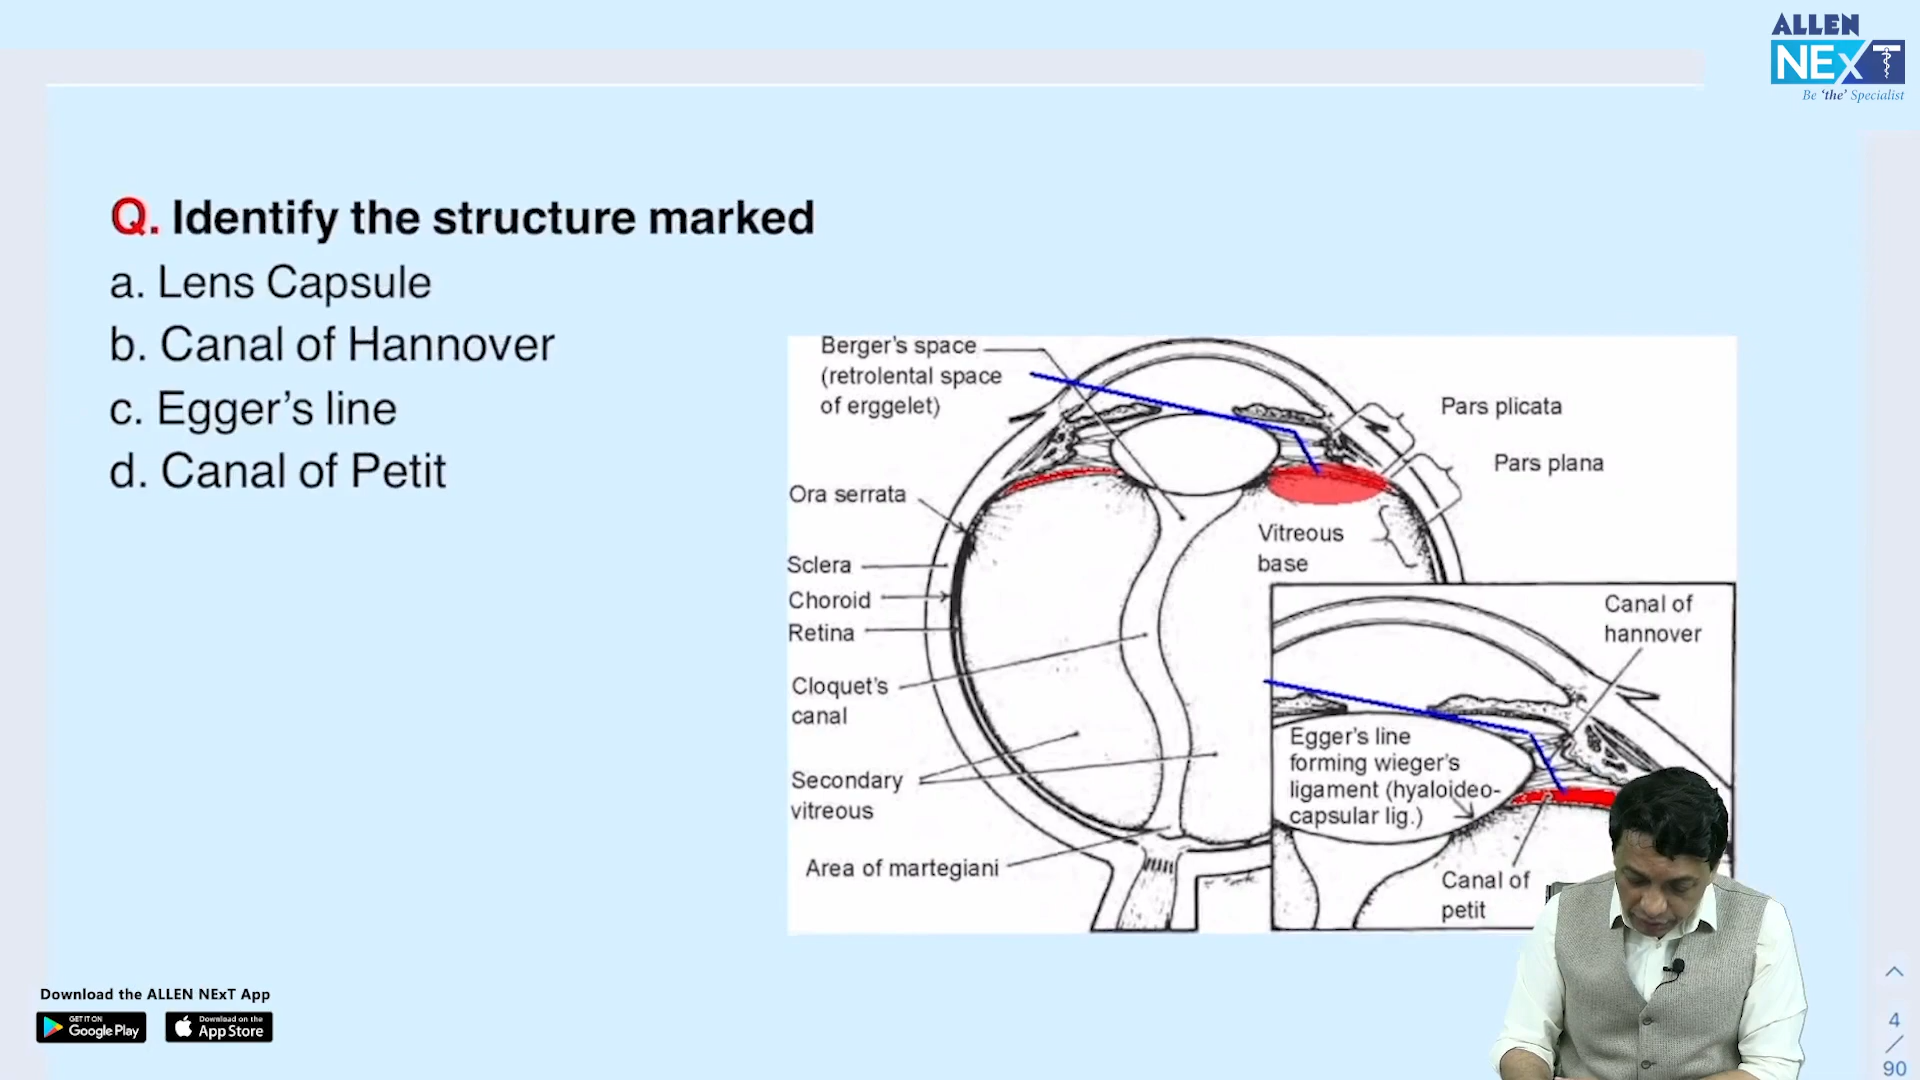 ALLEN
NEXT
Be 'the' Specialist
Q. Identify the structure marked
a. Lens Capsule
b. Canal of Hannover
c. Egger's line
d. Canal of Petit
Berger's space
(retrolental space
of erggelet)
Pars plicata
Pars plana
Ora serrata
Vitreous
base
Sclera
Choroid
Retina
Cloquet's
canal
Secondary
vitreous
Area of martegiani
Canal of
hannover
Egger's line
forming wieger's
ligament (hyaloideo-
capsular lig.)
Canal of
petit
Download the ALLEN NExT App
GET IT ON
Google Play
Download on the
App Store
4
/
90